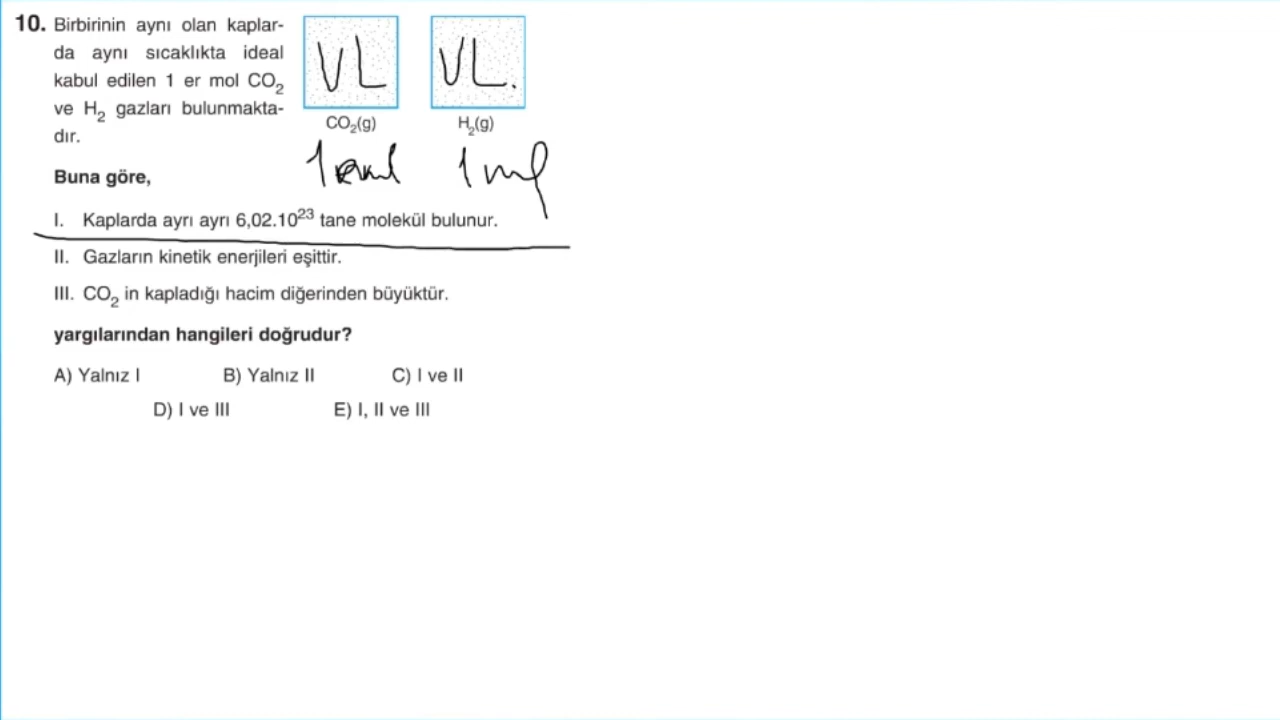 10. Birbirinin aynı olan kaplar-
da aynı sıcaklıkta ideal
kabul edilen 1 er mol CO₂
ve H₂ gazları bulunmakta-
dır.
VL VL.
CO₂(g) H₂(g)
1 mol 1 mol
Buna göre,
I. Kaplarda ayrı ayrı 6,02.10²³ tane molekül bulunur.
II. Gazların kinetik enerjileri eşittir.
III. CO₂ in kapladığı hacim diğerinden büyüktür.
yargılarından hangileri doğrudur?
A) Yalnız I B) Yalnız II C) I ve II
D) I ve III E) I, II ve III